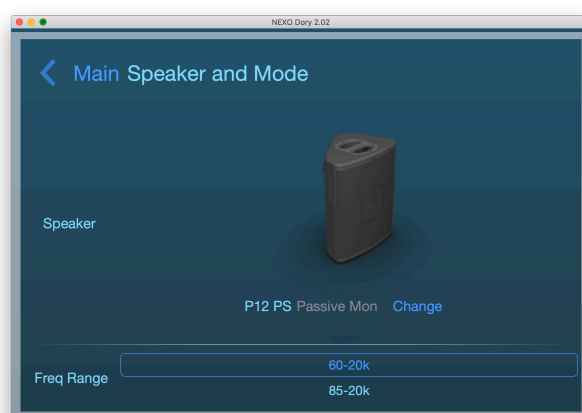 NEXO Dory 2.02
Main Speaker and Mode
Speaker
P12 PS Passive Mon Change
60-20k
Freq Range
85-20k